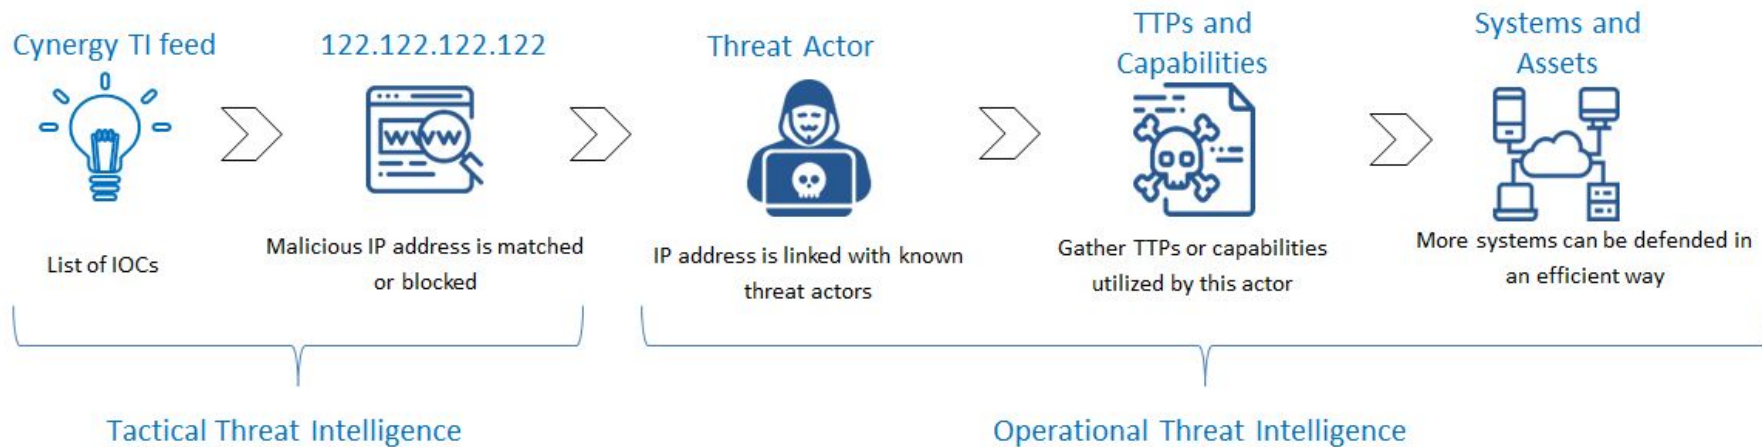 Cynergy TI feed
122.122.122.122
Threat Actor
TTPs and
Capabilities
Systems and
Assets
www
List of IOCs
Malicious IP address is matched
or blocked
IP address is linked with known
threat actors
Gather TTPs or capabilities
utilized by this actor
More systems can be defended in
an efficient way
Tactical Threat Intelligence
Operational Threat Intelligence